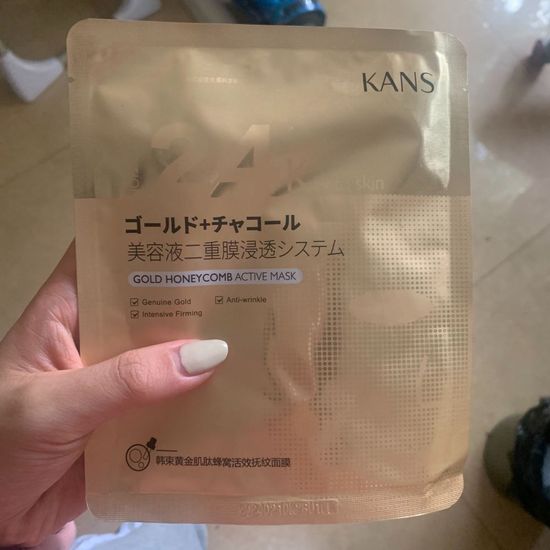 KANS
24
skin
ゴールド+チャコール
美容液二重膜浸透システム
GOLD HONEYCOMB ACTIVE MASK
Genuine Gold
Anti-wrinkle
Intensive Firming
韩束黄金肌肽蜂窝活效抚纹面膜